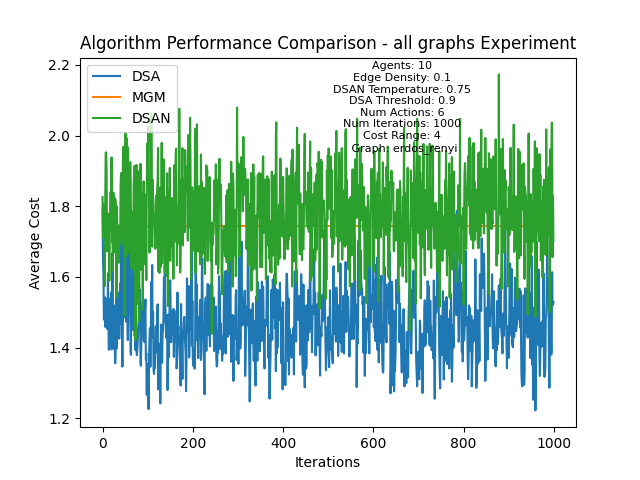 Algorithm Performance Comparison - all graphs Experiment
DSA
MGM
DSAN
Agents: 10
Edge Density: 0.1
DSAN Temperature: 0.75
DSA Threshold: 0.9
Num Actions: 6
Num Iterations: 1000
Cost Range: 4
Graph: erdos_renyi
Average Cost
2.2
2.0
1.8
1.6
1.4
1.2
0
200
400
600
800
1000
Iterations